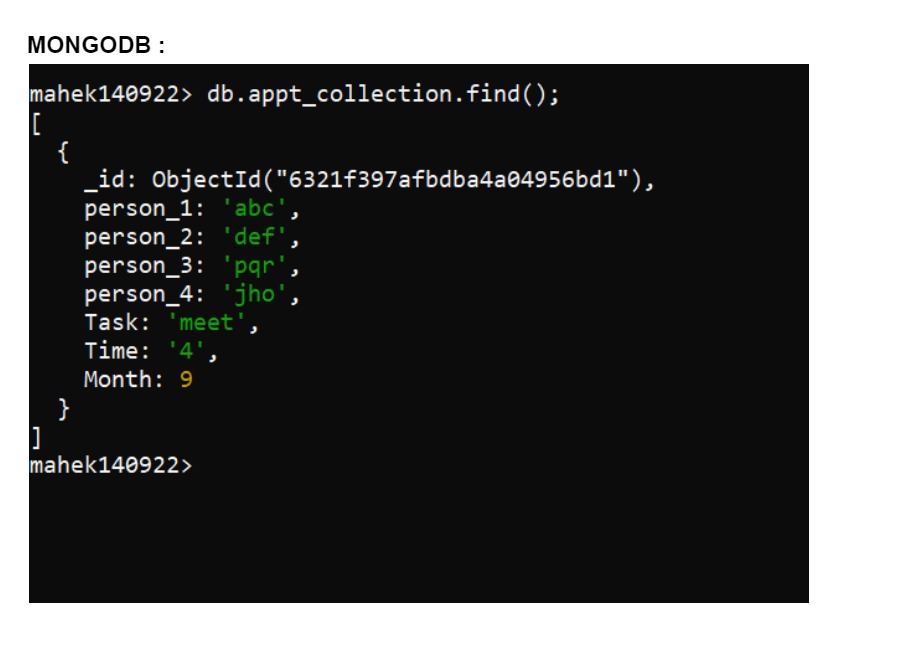 MONGODB :
mahek140922> db.appt_collection.find();
[
  {
    _id: ObjectId("6321f397afbdba4a04956bd1"),
    person_1: 'abc',
    person_2: 'def',
    person_3: 'pqr',
    person_4: 'jho',
    Task: 'meet',
    Time: '4',
    Month: 9
  }
]
mahek140922>